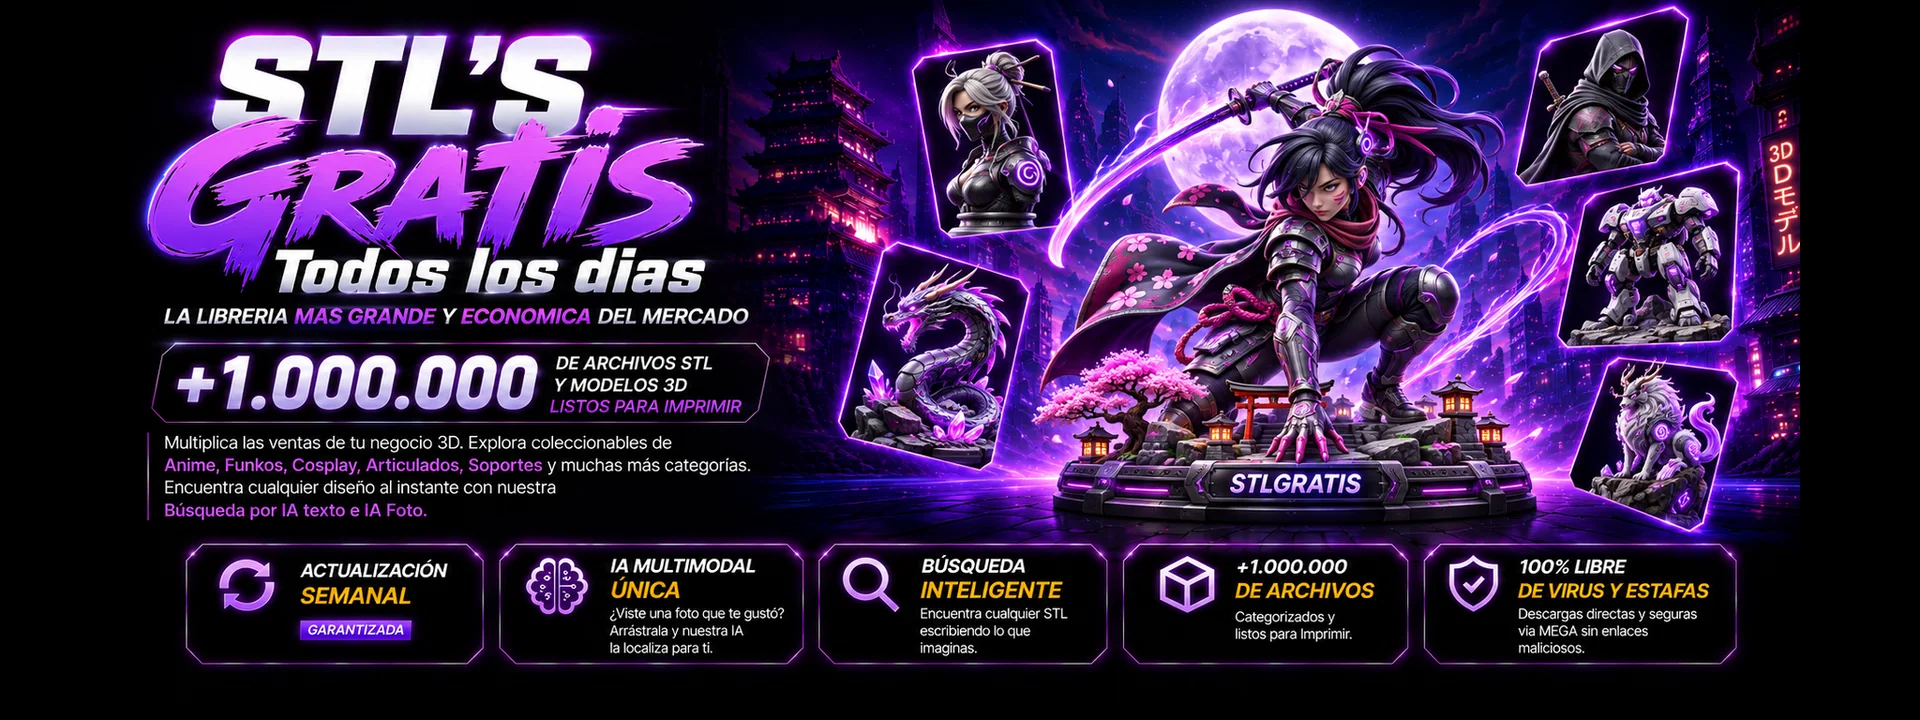 STL'S
GRATIS
Todos los dias
LA LIBRERIA MAS GRANDE Y ECONOMICA DEL MERCADO
+1.000.000
DE ARCHIVOS STL
Y MODELOS 3D
LISTOS PARA IMPRIMIR
Multiplica las ventas de tu negocio 3D. Explora coleccionables de
Anime, Funkos, Cosplay, Articulados, Soportes y muchas más categorías.
Encuentra cualquier diseño al instante con nuestra
Búsqueda por IA texto e IA Foto.
3Dモデル
STLGRATIS
ACTUALIZACIÓN
SEMANAL
GARANTIZADA
IA MULTIMODAL
ÚNICA
¿Viste una foto que te gustó?
Arrástrala y nuestra IA
la localiza para ti.
BÚSQUEDA
INTELIGENTE
Encuentra cualquier STL
escribiendo lo que
imaginas.
+1.000.000
DE ARCHIVOS
Categorizados y
listos para Imprimir.
100% LIBRE
DE VIRUS Y ESTAFAS
Descargas directas y seguras
via MEGA sin enlaces
maliciosos.